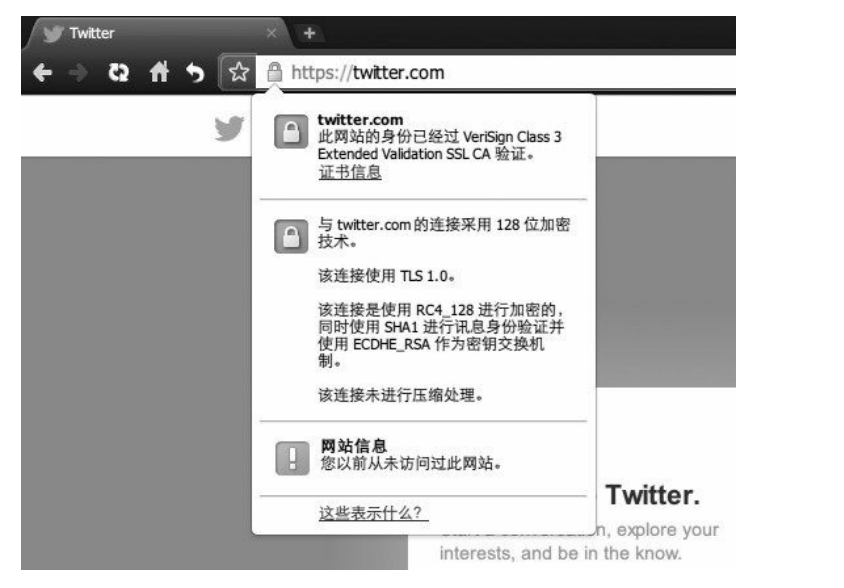 Twitter
https://twitter.com
twitter.com
此网站的身份已经过 VeriSign Class 3
Extended Validation SSL CA 验证。
证书信息
与 twitter.com 的连接采用 128 位加密
技术。
该连接使用 TLS 1.0。
该连接是使用 RC4_128 进行加密的，
同时使用 SHA1 进行讯息身份验证并
使用 ECDHE_RSA 作为密钥交换机
制。
该连接未进行压缩处理。
网站信息
您以前从未访问过此网站。
这些表示什么?
Twitter.
explore your
interests, and be in the know.